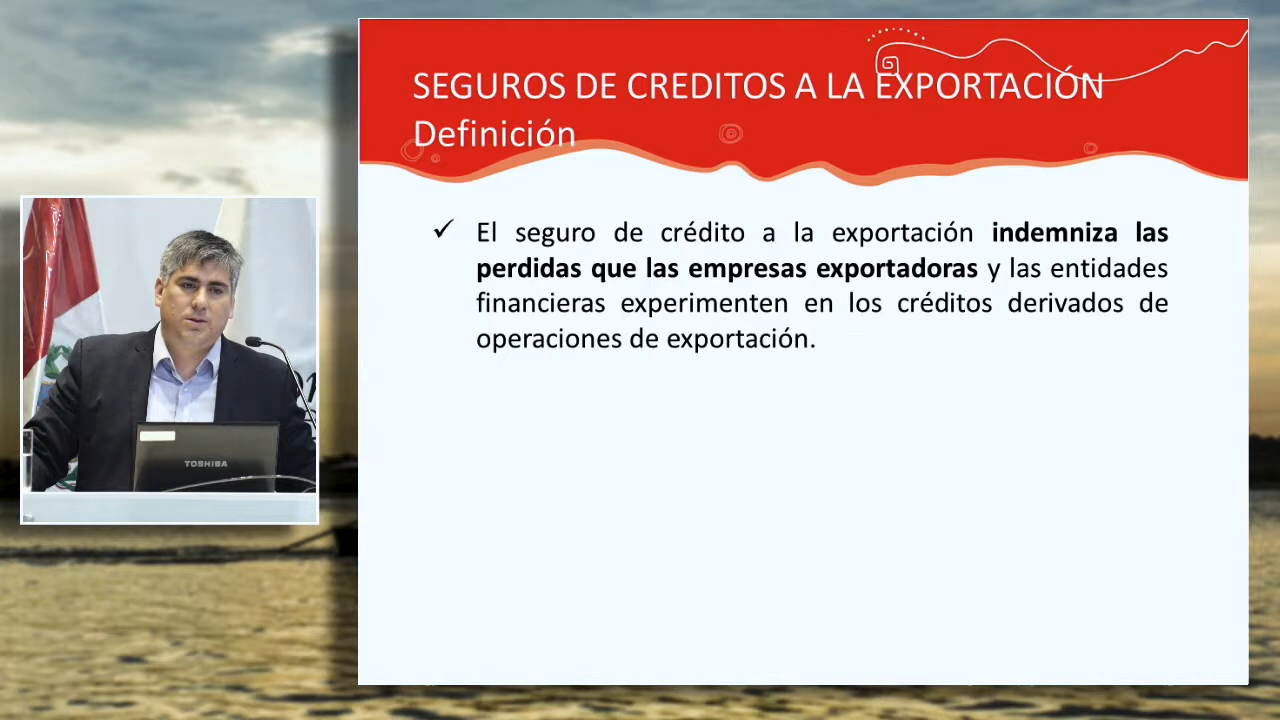 SEGUROS DE CREDITOS A LA EXPORTACIÓN
Definición
✓ El seguro de crédito a la exportación indemniza las
perdidas que las empresas exportadoras y las entidades
financieras experimenten en los créditos derivados de
operaciones de exportación.
TOSHIBA